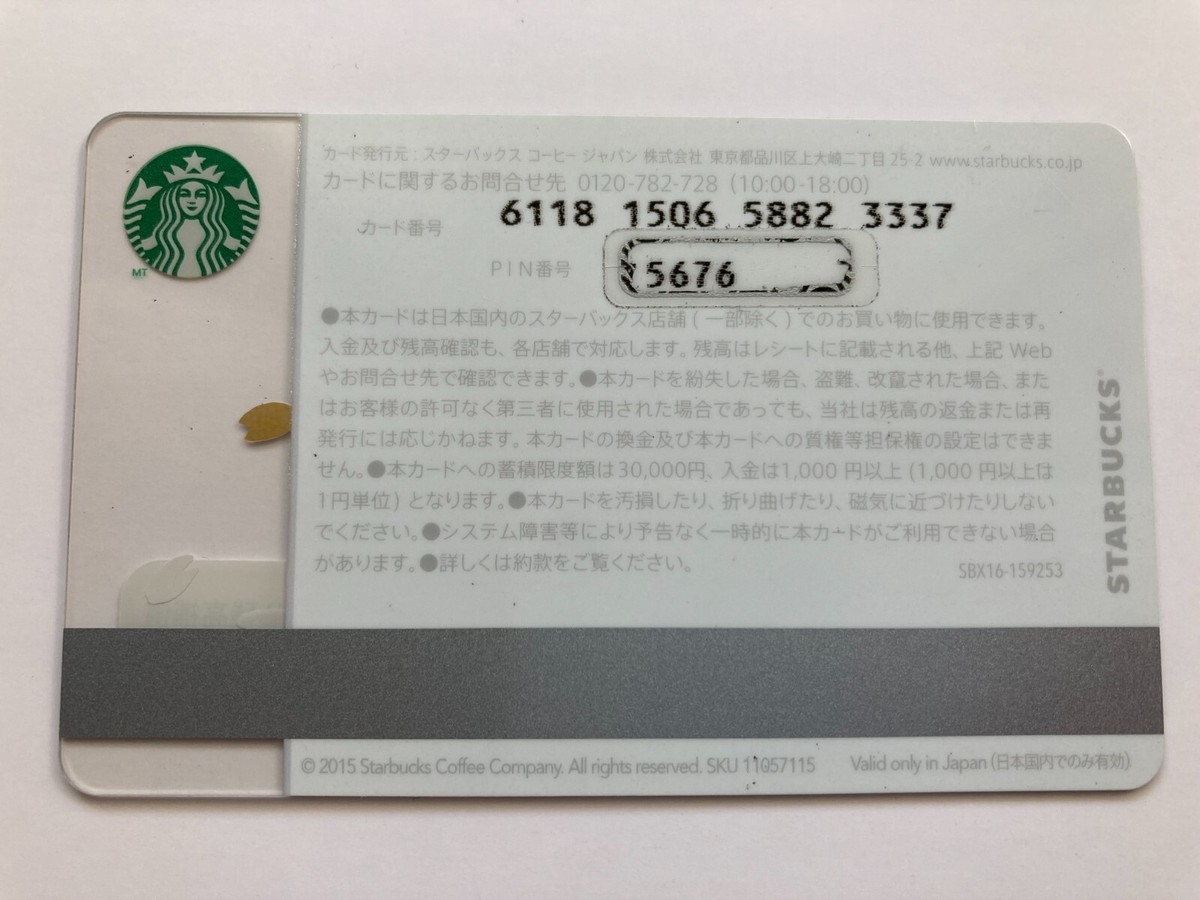 カード発行元:スターバックス コーヒー ジャパン 株式会社 東京都品川区上大崎二丁目 25-2 www.starbucks.co.jp
カードに関するお問合せ先 0120-782-728 (10:00-18:00)
カード番号 6118 1506 5882 3337
PIN番号 5676
●本カードは日本国内のスターバックス店舗 ( 一部除く ) でのお買い物に使用できます。
入金及び残高確認も、各店舗で対応します。残高はレシートに記載される他、上記 Web
やお問合せ先で確認できます。●本カードを紛失した場合、盗難、改竄された場合、また
はお客様の許可なく第三者に使用された場合であっても、当社は残高の返金または再
発行には応じかねます。本カードの換金及び本カードへの質権等担保権の設定はできま
せん。●本カードへの蓄積限度額は30,000円、入金は1,000 円以上 (1,000 円以上は
1円単位) となります。●本カードを汚損したり、折り曲げたり、磁気に近づけたりしない
でください。●システム障害等により予告なく一時的に本カードがご利用できない場合
があります。●詳しくは約款をご覧ください。
SBX16-159253
STARBUCKS®
MT
© 2015 Starbucks Coffee Company. All rights reserved. SKU 11057115 Valid only in Japan (日本国内でのみ有効)